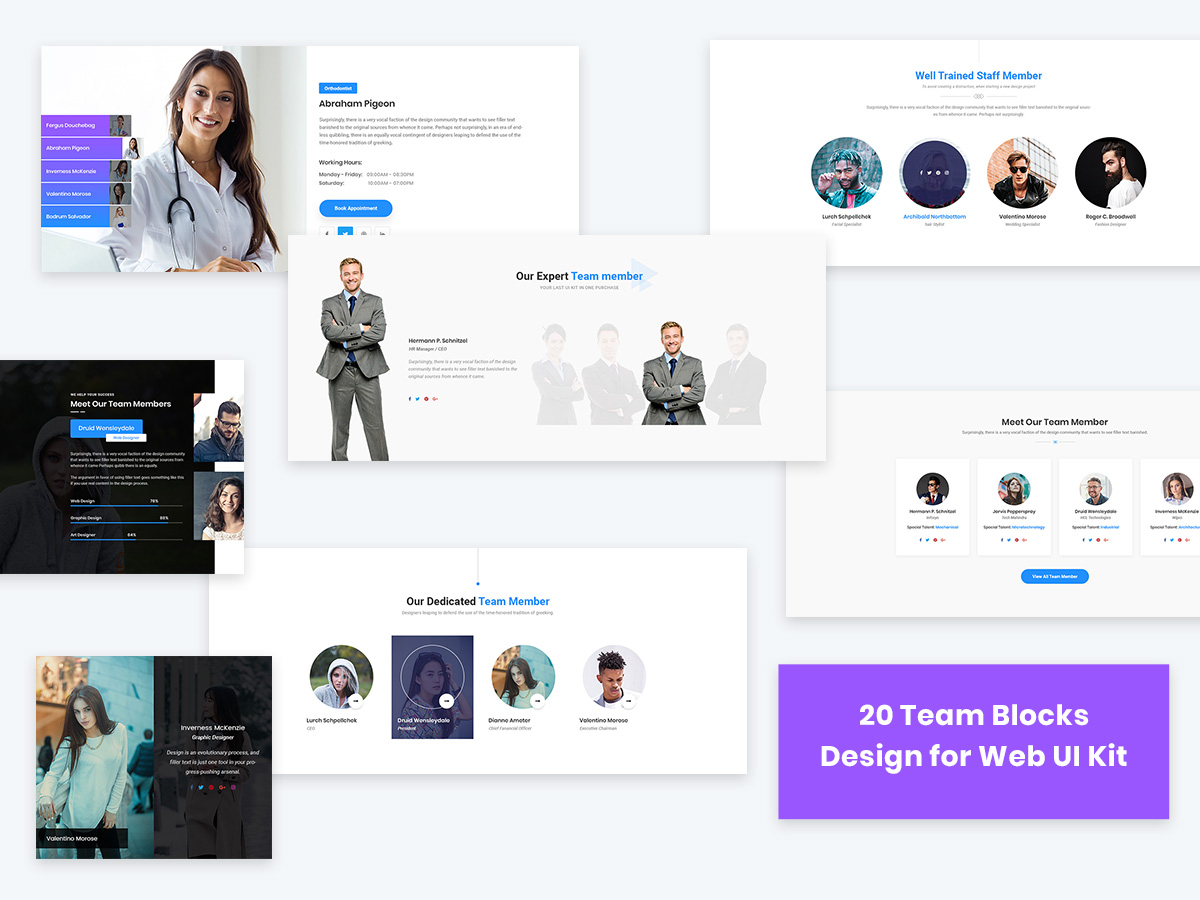 Fergus Douchebag
Abraham Pigeon
Inverness McKenzie
Valentino Morose
Bodrum Salvador
Orthodontist
Abraham Pigeon
Surprisingly, there is a very vocal faction of the design community that wants to see filler text
banished to the original sources from whence it came. Perhaps not surprisingly, in an era of end-
less quibbling, there is an equally vocal contingent of designers leaping to defend the use of the
time-honored tradition of greeking.
Working Hours:
Monday - Friday: 09:00AM - 08:30PM
Saturday: 10:00AM - 07:00PM
Book Appointment
Well Trained Staff Member
To avoid creating a distraction, when starting a new design project
Surprisingly, there is a very vocal faction of the design community that wants to see filler text banished to the original sourc-
es from whence it came. Perhaps not surprisingly.
Lurch Schpellchek
Facial Specialist
Archibald Northbottom
hair Stylist
Valentino Morose
Wedding Specialist
Roger C. Broadwell
Fashion Designer
Our Expert Team member
YOUR LAST UI KIT IN ONE PURCHASE
Hermann P. Schnitzel
HR Manager / CEO
Surprisingly, there is a very vocal faction of the design
community that wants to see filler text banished to the
original sources from whence it came.
WE HELP YOUR SUCCESS
Meet Our Team Members
Druid Wensleydale
Web Designer
Surprisingly there is a very vocal faction of the design community
that wants to see filler text banished to the original sources from
whence it came Perhaps quibb there is an equally.
The argument in favor of using filler text goes something like this
If you use real content in the design process.
Web Design 78%
Graphic Design
Art Designer 64%
Meet Our Team Member
Surprisingly, there is a very vocal faction of the design community that wants to see filler text banished.
Hermann P. Schnitzel
Infosys
Special Talent: Mechanical
Jarvis Pepperspray
Tech Mahindra
Special Talent: Microtechnology
Druid Wensleydale
HCL Technologies
Special Talent: Industrial
Inverness McKenzie
Wipro
Special Talent: Architectu
View All Team Member
Our Dedicated Team Member
Designers leaping to defend the use of the time-honored tradition of greeking.
Lurch Schpellchek
CEO
Druid Wensleydale
President
Dianne Ameter
Chief Financial Officer
Valentino Morose
Executive Chairman
Valentino Morose
Inverness McKenzie
Graphic Designer
Design is an evolutionary process, and
filler text is just one tool in your pro-
gress-pushing arsenal.
20 Team Blocks
Design for Web UI Kit